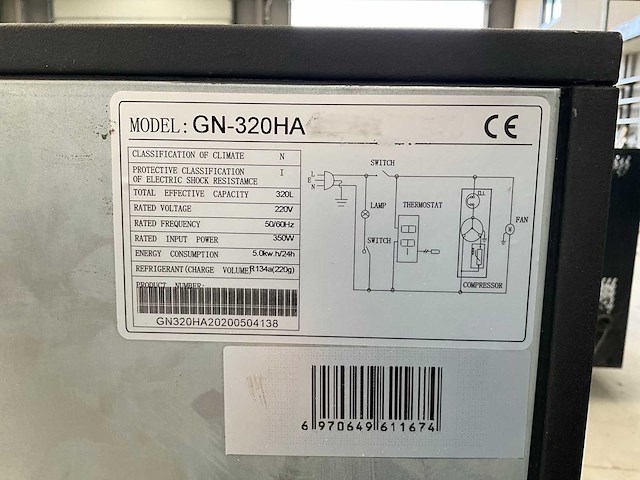 MODEL: GN-320HA CE
CLASSIFICATION OF CLIMATE N
PROTECTIVE CLASSIFICATION
OF ELECTRIC SHOCK RESISTAMCE I
TOTAL EFFECTIVE CAPACITY 320L
RATED VOLTAGE 220V
RATED FREQUENCY 50/60Hz
RATED INPUT POWER 350W
ENERGY CONSUMPTION 5.0kw.h/24h
REFRIGERANT(CHARGE VOLUME) R134a(220g)
PRODUCT NUMBER:
GN320HA20200504138
SWITCH
L
E
N
LAMP
THERMOSTAT
SWITCH
FAN
COMPRESSOR
6 970649 611674